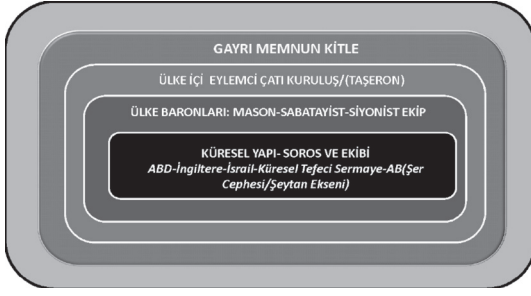 GAYRI MEMNUN KİTLE
ÜLKE İÇİ EYLEMCİ ÇATI KURULUŞ/(TAŞERON)
ÜLKE BARONLARI: MASON-SABATAYİST-SİYONİST EKİP
KÜRESEL YAPI- SOROS VE EKİBİ
ABD-İngiltere-İsrail-Küresel Tefeci Sermaye-AB(Şer
Cephesi/Şeytan Ekseni)